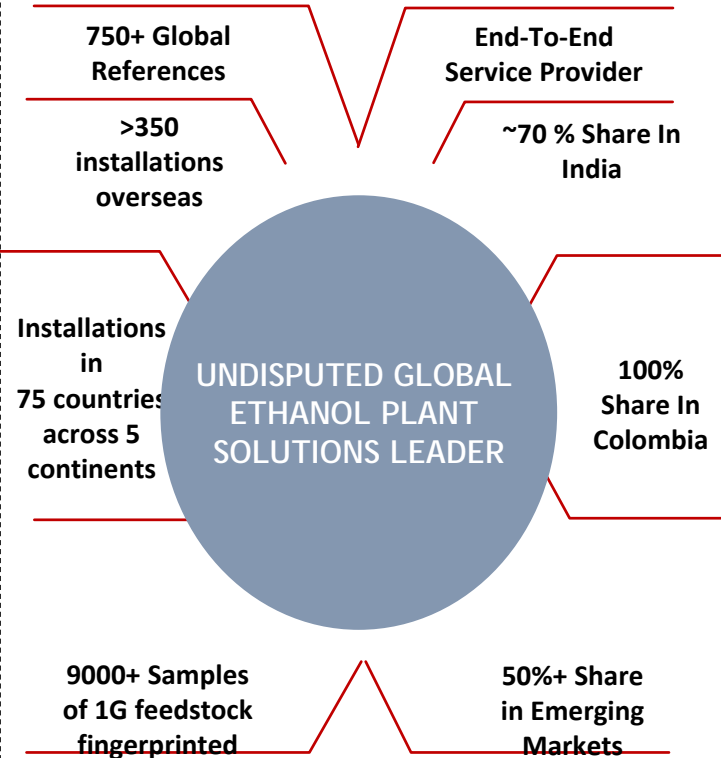 750+ Global
References
End-To-End
Service Provider
>350
installations
overseas
~70 % Share In
India
Installations
in
75 countries
across 5
continents
UNDISPUTED GLOBAL
ETHANOL PLANT
SOLUTIONS LEADER
100%
Share In
Colombia
9000+ Samples
of 1G feedstock
fingerprinted
50%+ Share
in Emerging
Markets